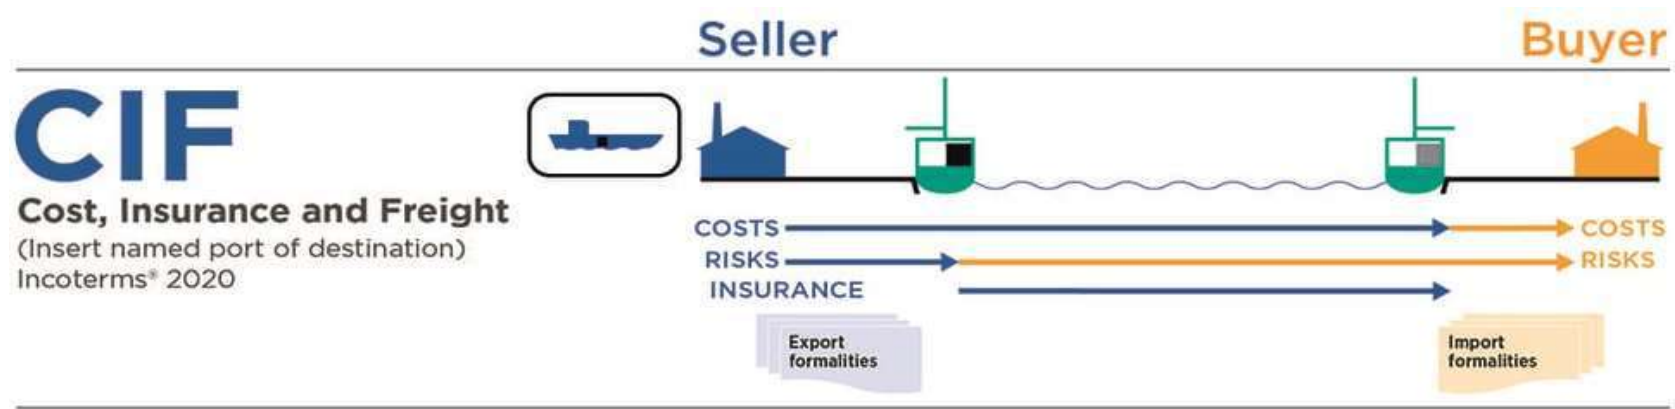 Seller
Buyer
CIF
Cost, Insurance and Freight
(Insert named port of destination)
Incoterms® 2020
COSTS
COSTS
RISKS
RISKS
INSURANCE
Export
formalities
Import
formalities